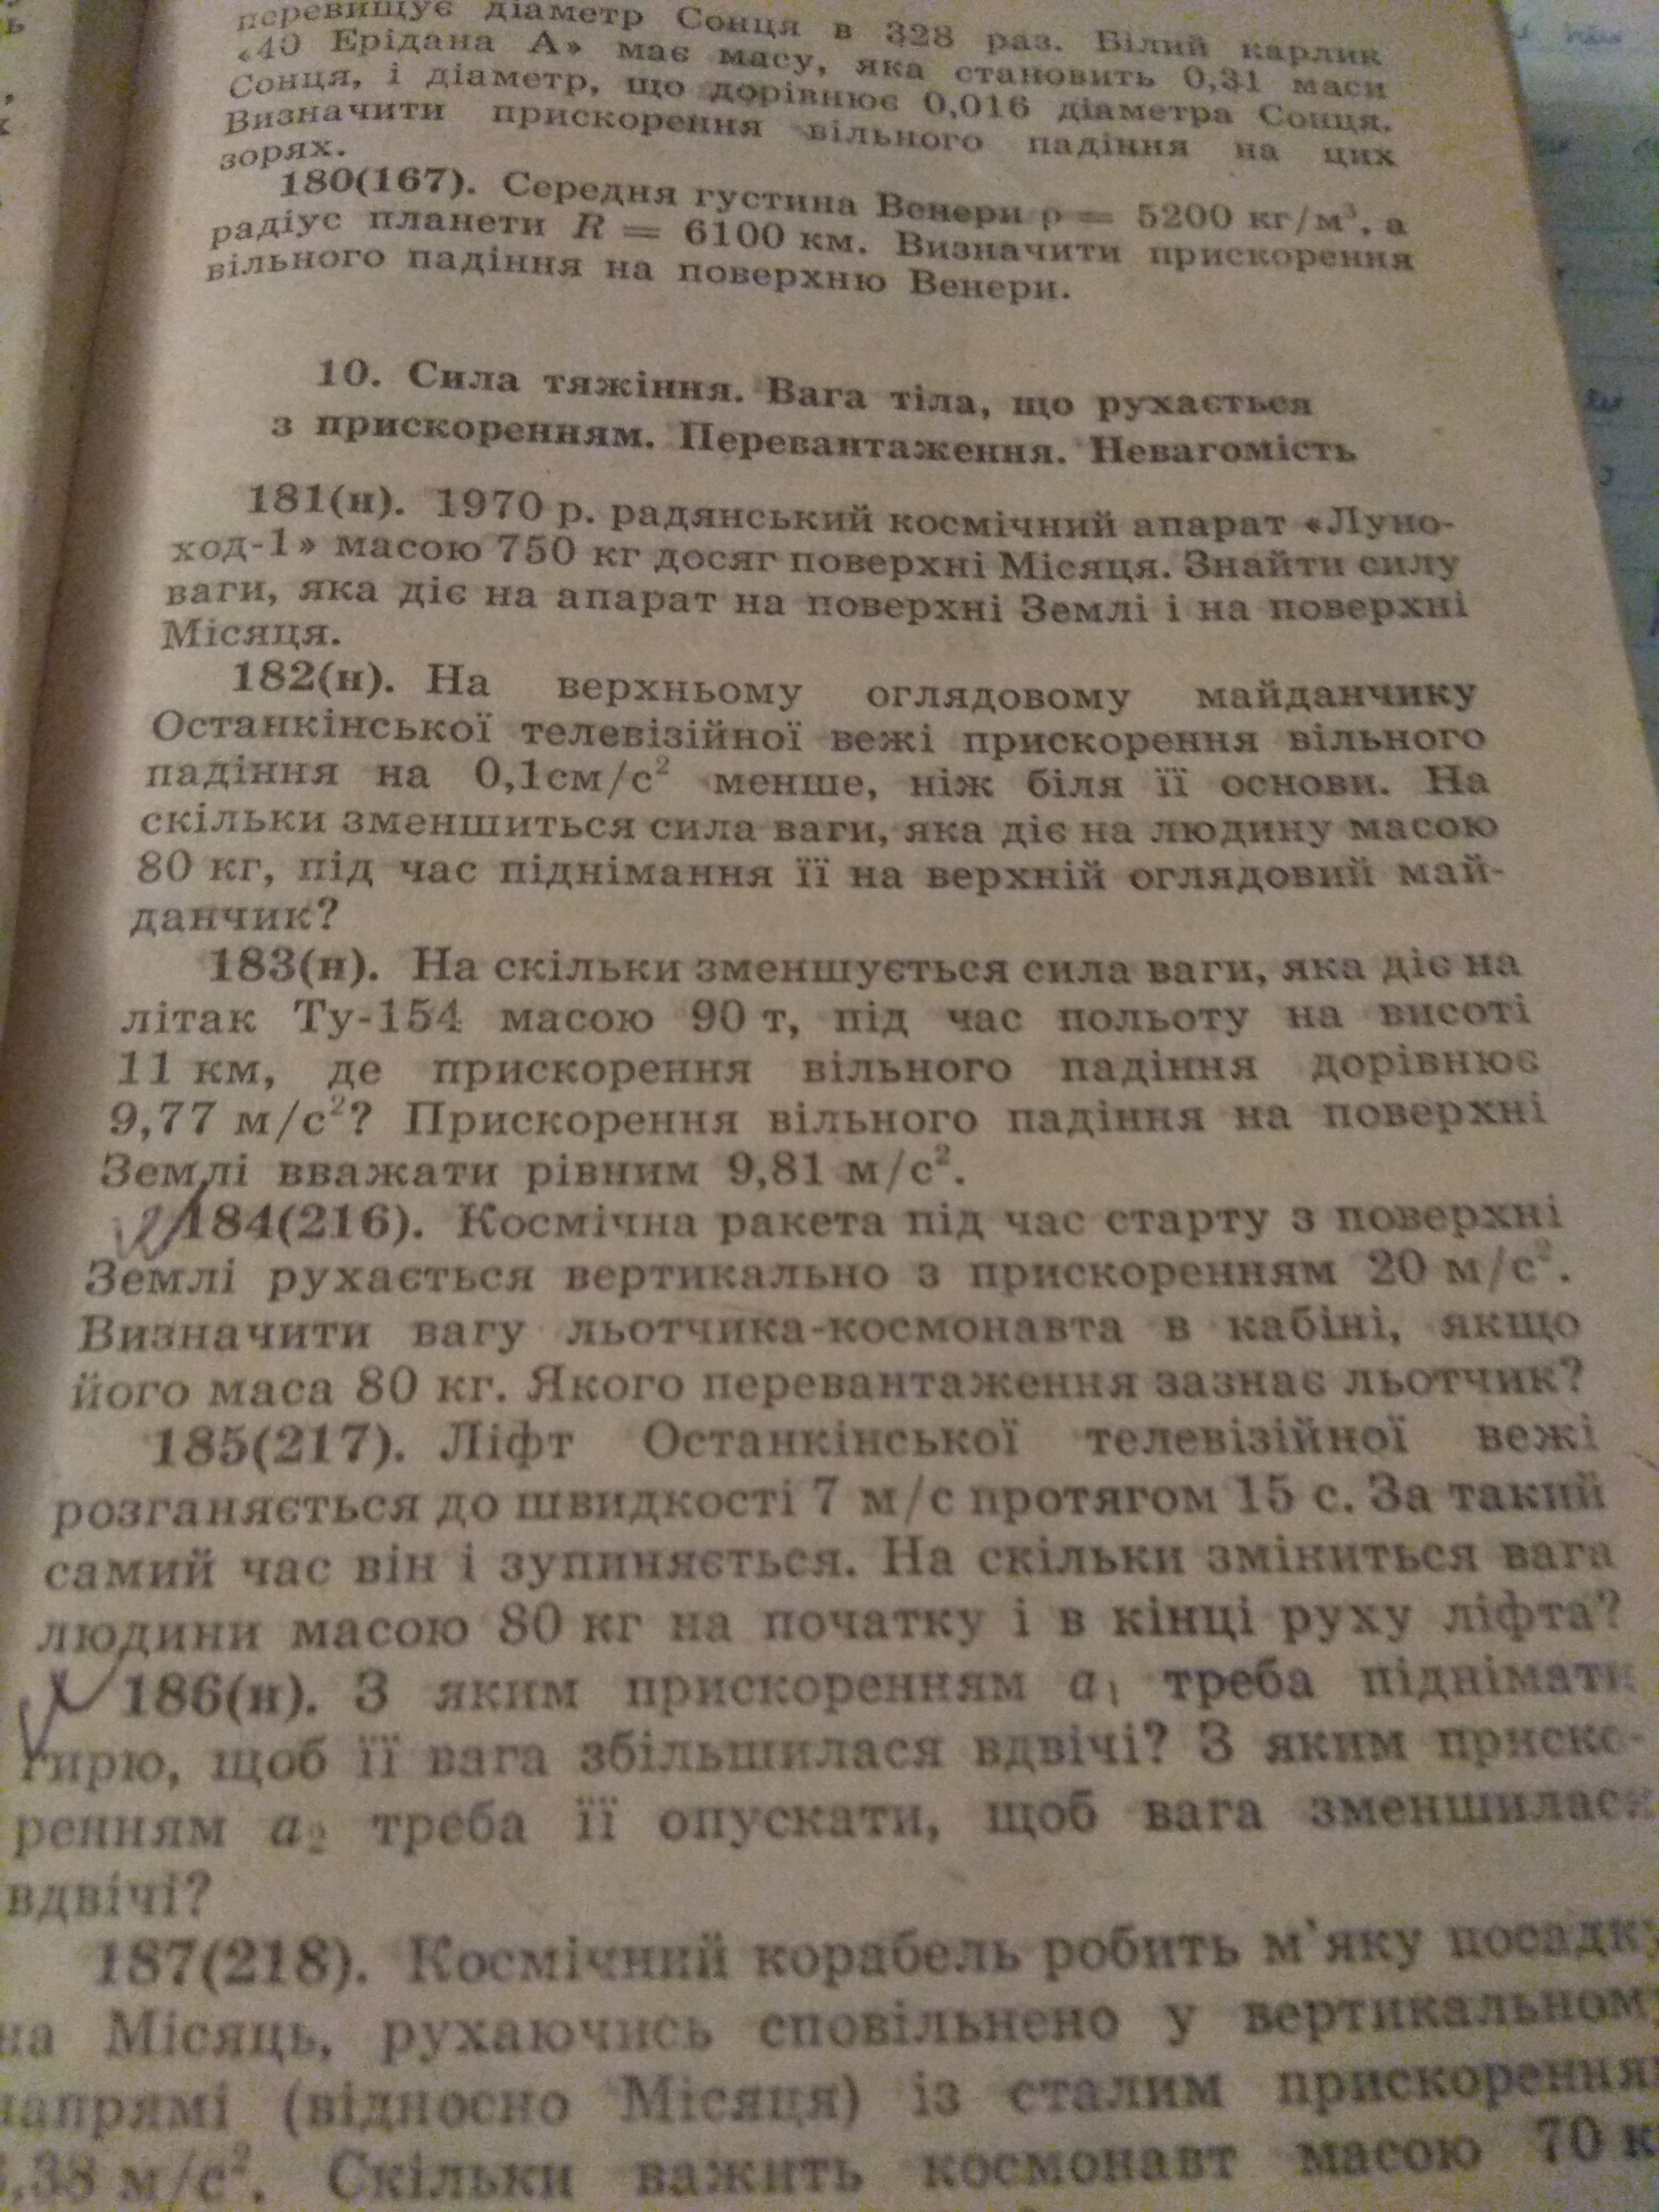 перевищує діаметр Сонця в 328 раз. Білий карлик
«40 Ерідана А» має масу, яка становить 0,31 маси
Сонця, і діаметр, що дорівнює 0,016 діаметра Сонця.
Визначити прискорення вільного падіння на цих
зорях.
180(167). Середня густина Венери ρ = 5200 кг/м³, а
радіус планети R = 6100 км. Визначити прискорення
вільного падіння на поверхню Венери.
10. Сила тяжіння. Вага тіла, що рухається
з прискоренням. Перевантаження. Невагомість
181(н). 1970 р. радянський космічний апарат «Луно-
ход-1» масою 750 кг досяг поверхні Місяця. Знайти силу
ваги, яка діє на апарат на поверхні Землі і на поверхні
Місяця.
182(н). На верхньому оглядовому майданчику
Останкінської телевізійної вежі прискорення вільного
падіння на 0,1см/с² менше, ніж біля її основи. На
скільки зменшиться сила ваги, яка діє на людину масою
80 кг, під час піднімання її на верхній оглядовий май-
данчик?
183(н). На скільки зменшується сила ваги, яка діє на
літак Ту-154 масою 90 т, під час польоту на висоті
11 км, де прискорення вільного падіння дорівнює
9,77 м/с²? Прискорення вільного падіння на поверхні
Землі вважати рівним 9,81 м/с².
184(216). Космічна ракета під час старту з поверхні
Землі рухається вертикально з прискоренням 20 м/с².
Визначити вагу льотчика-космонавта в кабіні, якщо
його маса 80 кг. Якого перевантаження зазнає льотчик?
185(217). Ліфт Останкінської телевізійної вежі
розганяється до швидкості 7 м/с протягом 15 с. За такий
самий час він і зупиняється. На скільки зміниться вага
людини масою 80 кг на початку і в кінці руху ліфта?
186(н). З яким прискоренням a₁ треба піднімати
гирю, щоб її вага збільшилася вдвічі? З яким приско-
ренням a₂ треба її опускати, щоб вага зменшилася
вдвічі?
187(218). Космічний корабель робить м'яку посадку
на Місяць, рухаючись сповільнено у вертикальному
напрямі (відносно Місяця) із сталим прискоренням
,38 м/с². Скільки важить космонавт масою 70 к